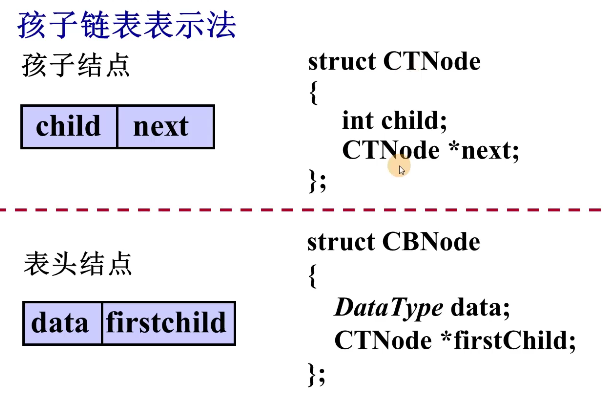 孩子链表表示法
孩子结点
child next
struct CTNode
{
int child;
CTNode *next;
};
表头结点
data firstchild
struct CBNode
{
DataType data;
CTNode *firstChild;
};